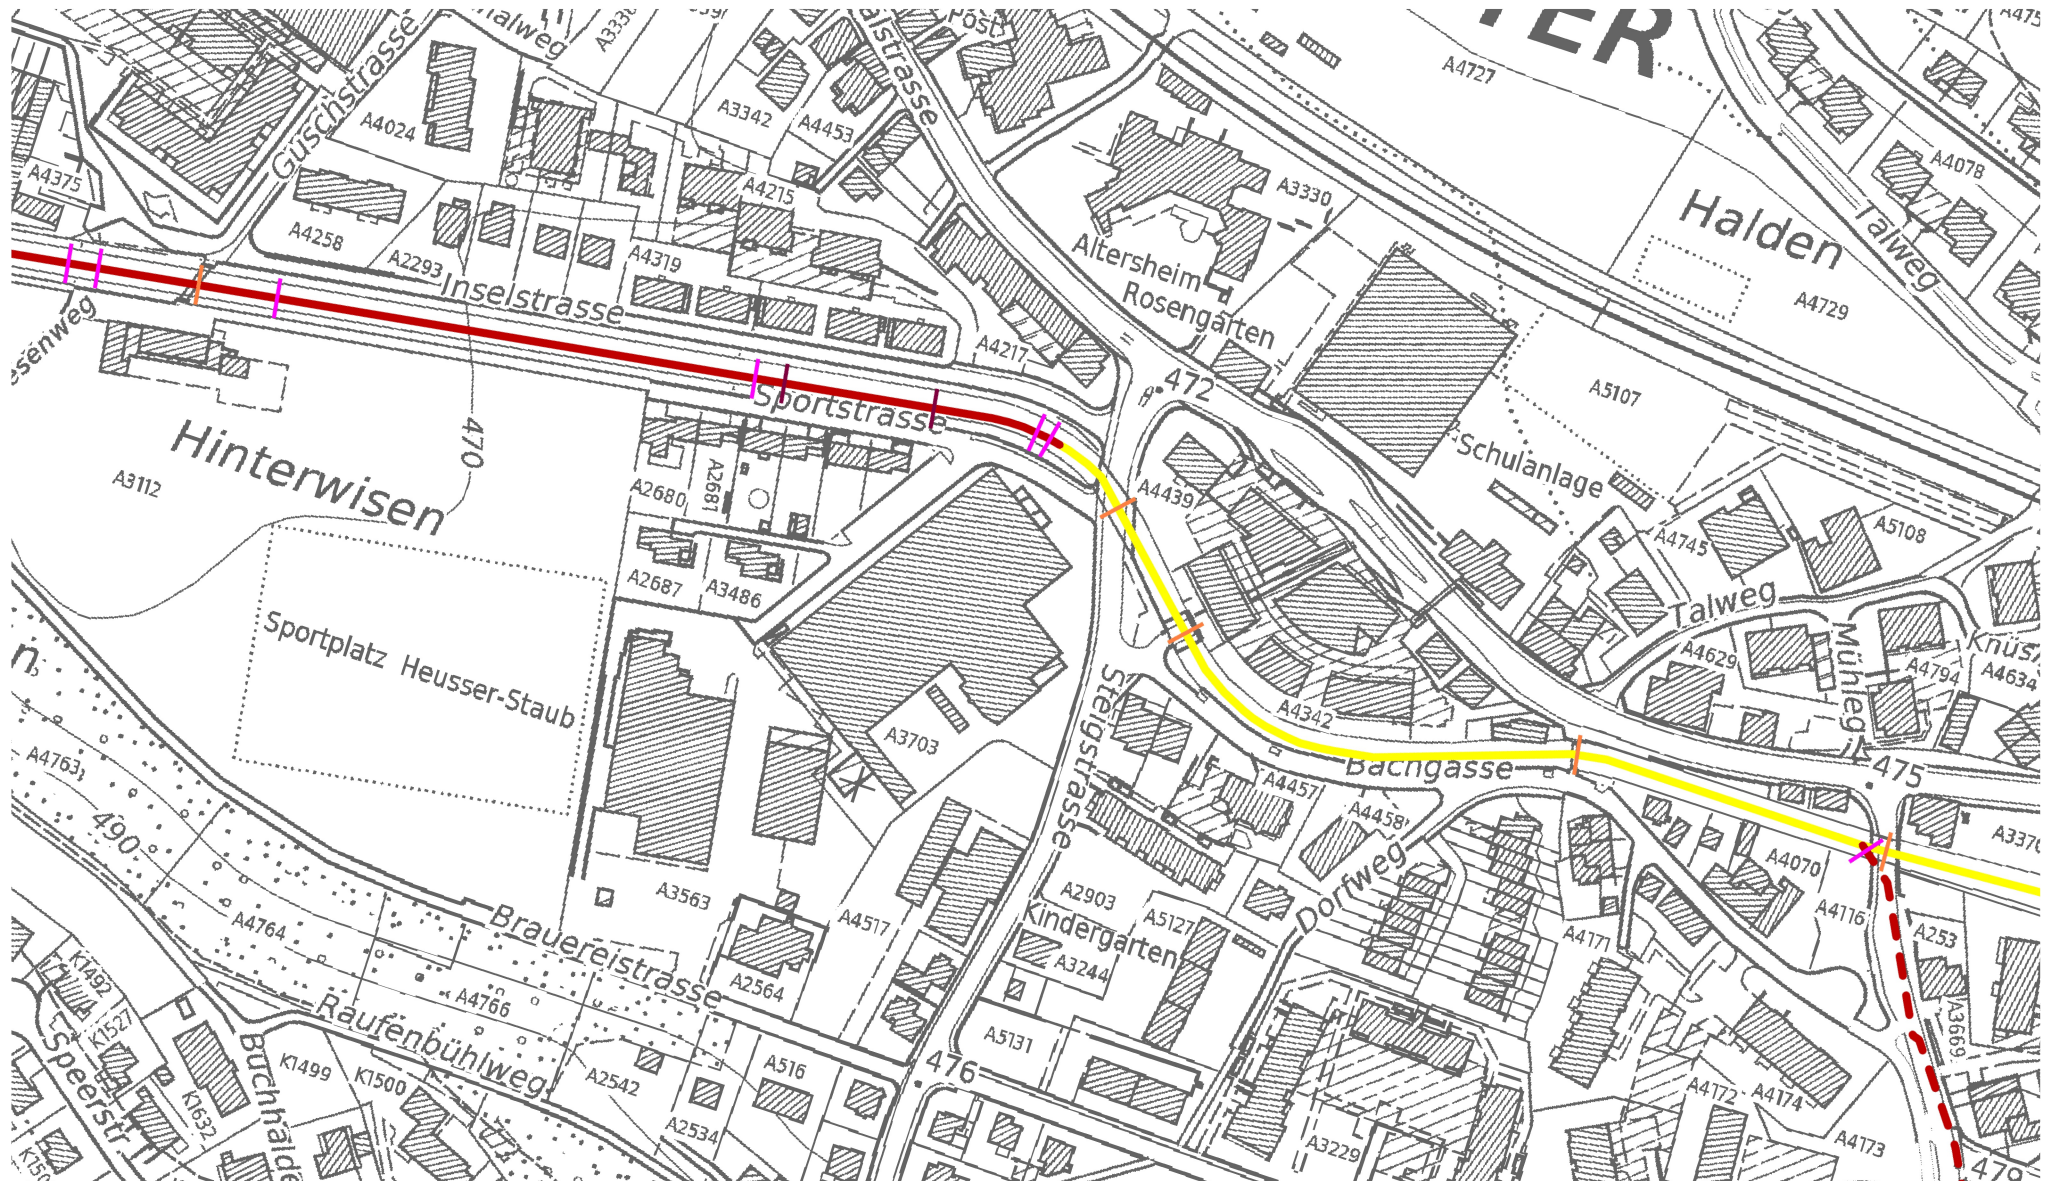 Post
TER
A4727
A4024
Guschstrasse
A3342
A4453
A4078
A4375
A4215
A3330
Halden
Talweg
A4258
A2293
A4319
Altersheim
Rosengarten
A4729
Inselstrasse
A4217
472
A5107
Sportstrasse
Hinterwisen
470
A3112
A2680
A2681
A4439
Schulanlage
A4745
A5108
A2687
A3486
Talweg
Sportplatz Heusser-Staub
A4629
A4794
A4634
A4342
Steigstrasse
A3703
A4763
Bachgasse
475
A4457
A4458
490
A3370
A4070
Dorfweg
A3563
A2903
A5127
A4517
A4116
A253
A4764
Kindergarten
A4171
Brauereistrasse
A3244
K1492
A2564
A4766
K1527
Raufenbühlweg
A5131
A3669
Speerstr
476
K1499
K1500
A2542
A516
K1632
A4172
A4174
A2534
A3229
A4173
479